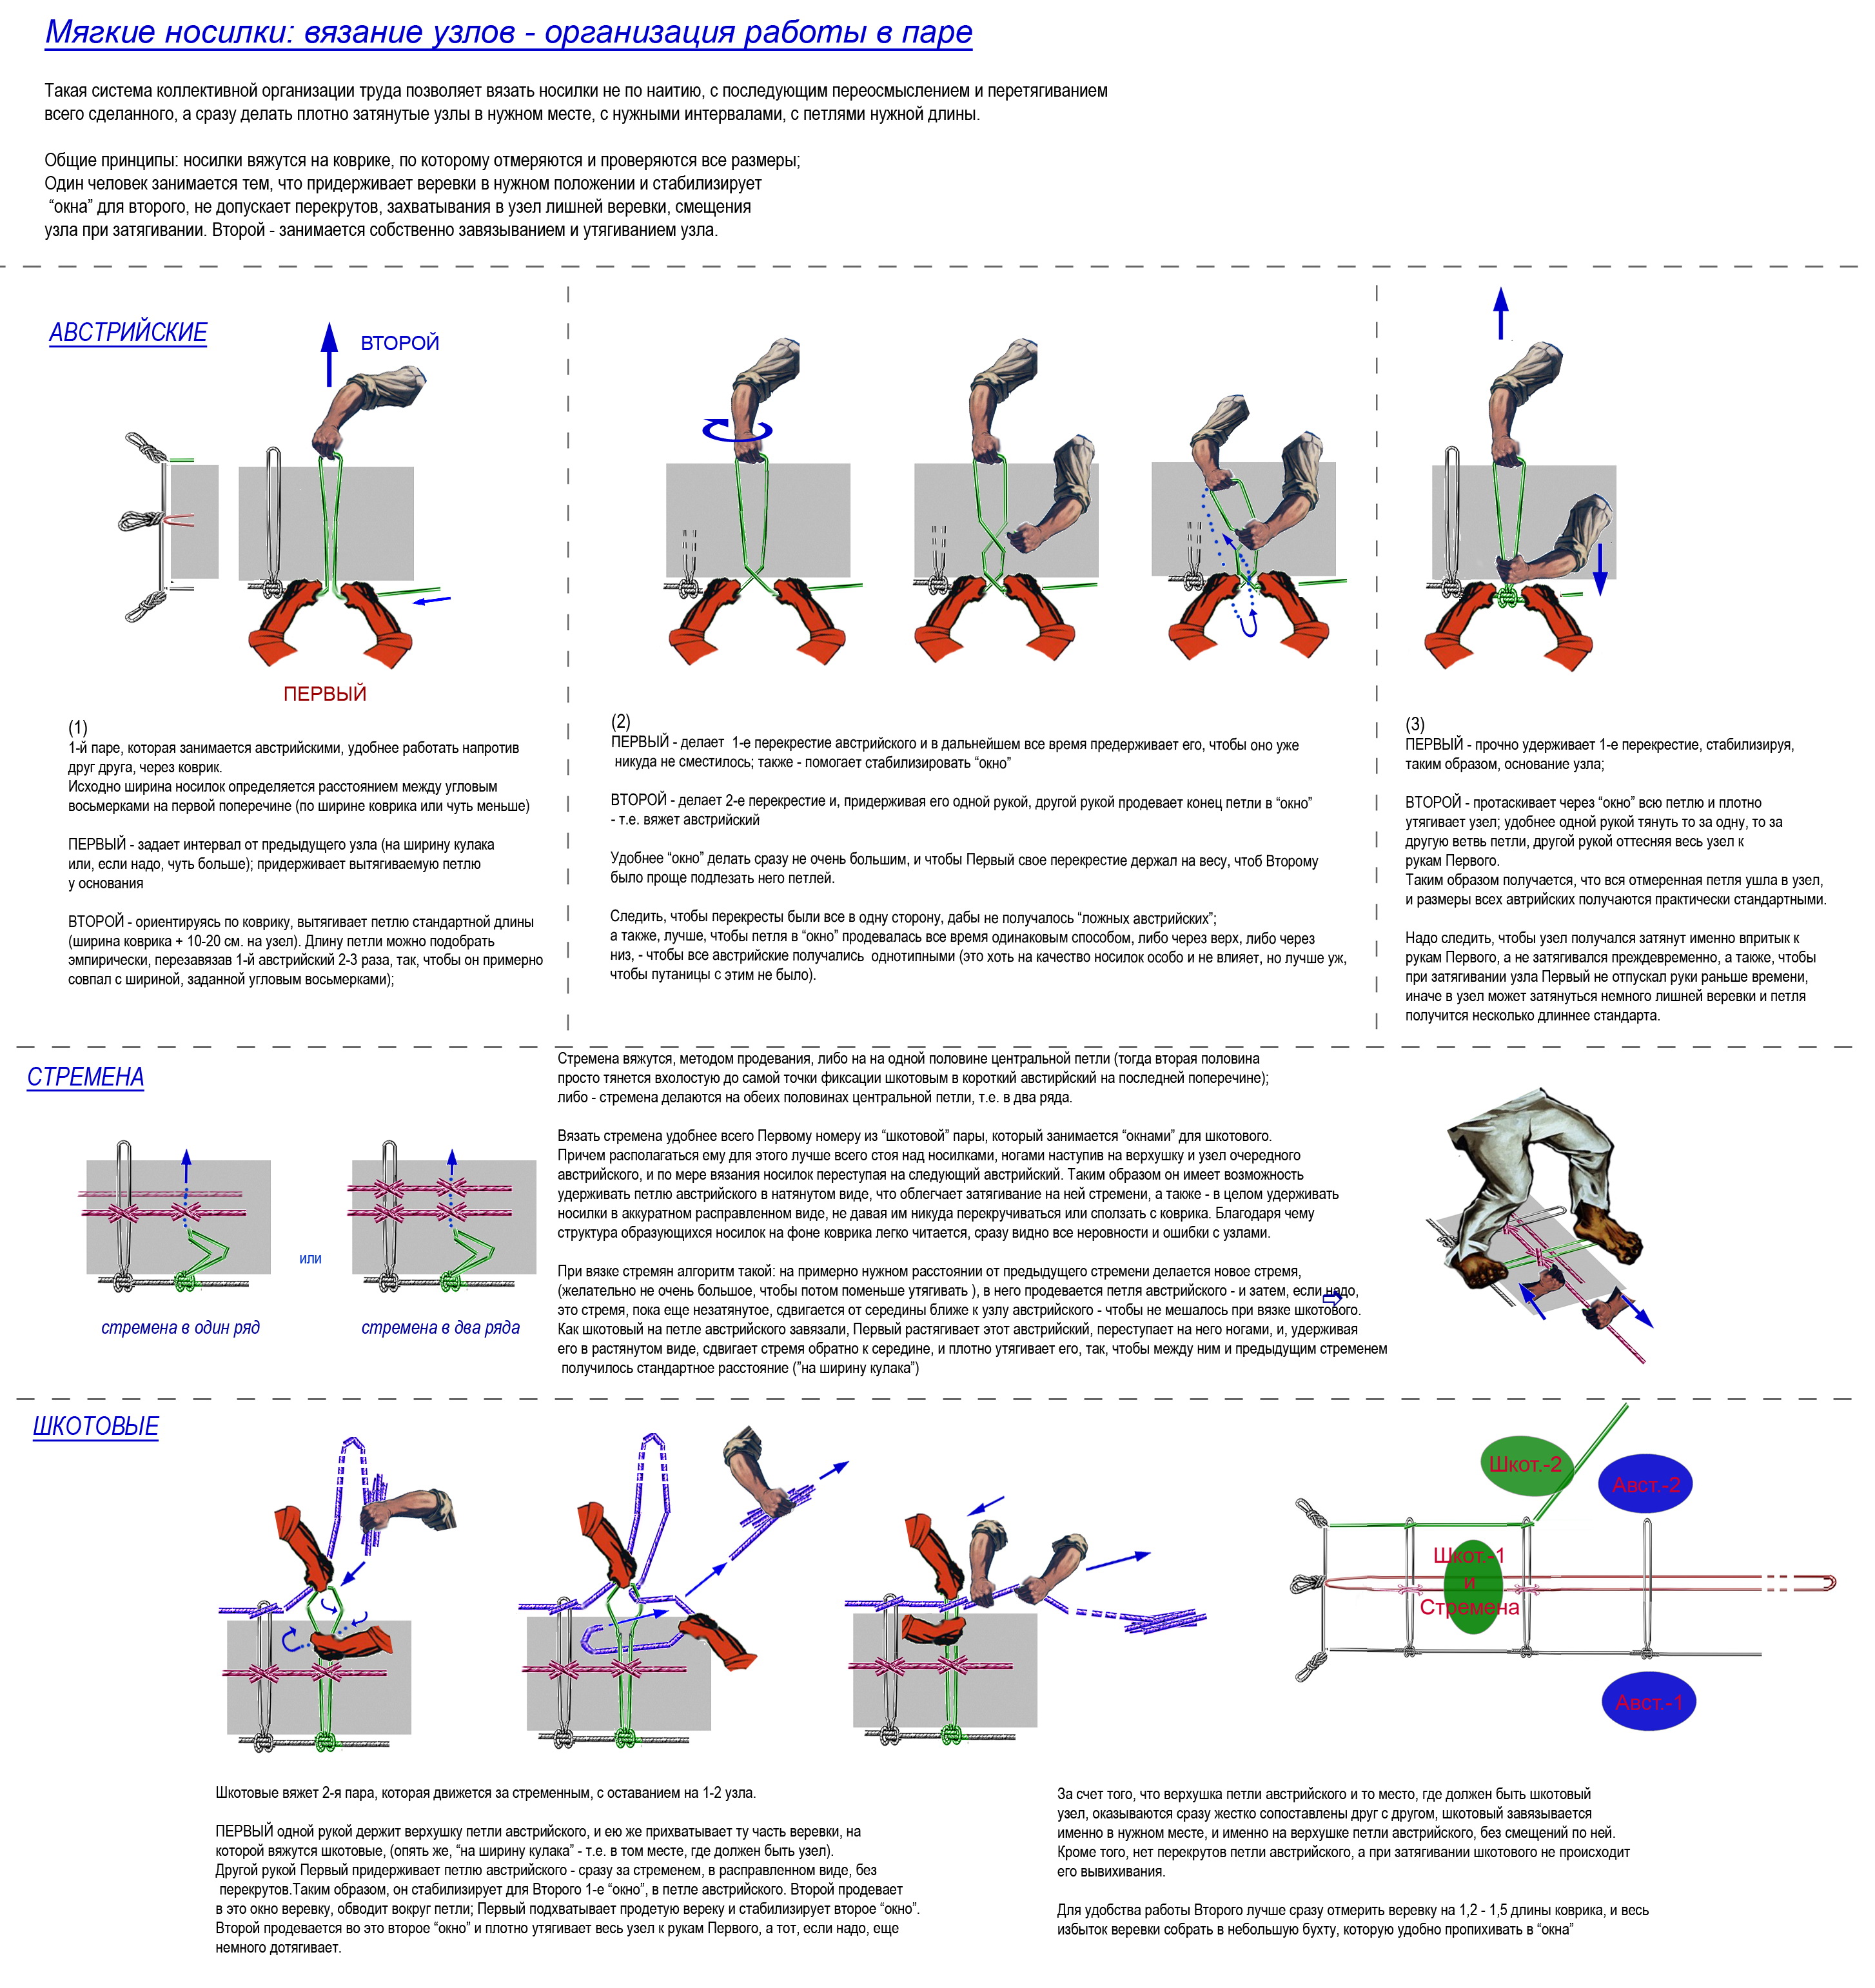 Мягкие носилки: вязание узлов - организация работы в паре
Такая система коллективной организации труда позволяет вязать носилки не по наитию, с последующим переосмыслением и перетягиванием
всего сделанного, а сразу делать плотно затянутые узлы в нужном месте, с нужными интервалами, с петлями нужной длины.
Общие принципы: носилки вяжутся на коврике, по которому отмеряются и проверяются все размеры;
Один человек занимается тем, что придерживает веревки в нужном положении и стабилизирует
“окна” для второго, не допускает перекрутов, захватывания в узел лишней веревки, смещения
узла при затягивании. Второй - занимается собственно завязыванием и утягиванием узла.
АВСТРИЙСКИЕ
ВТОРОЙ
ПЕРВЫЙ
(1)
1-й паре, которая занимается австрийскими, удобнее работать напротив
друг друга, через коврик.
Исходно ширина носилок определяется расстоянием между угловым
восьмерками на первой поперечине (по ширине коврика или чуть меньше)
ПЕРВЫЙ - задает интервал от предыдущего узла (на ширину кулака
или, если надо, чуть больше); придерживает вытягиваемую петлю
у основания
ВТОРОЙ - ориентируясь по коврику, вытягивает петлю стандартной длины
(ширина коврика + 10-20 см. на узел). Длину петли можно подобрать
эмпирически, перезавязав 1-й австрийский 2-3 раза, так, чтобы он примерно
совпал с шириной, заданной угловым восьмерками);
(2)
ПЕРВЫЙ - делает 1-е перекрестие австрийского и в дальнейшем все время предерживает его, чтобы оно уже
никуда не сместилось; также - помогает стабилизировать “окно”
ВТОРОЙ - делает 2-е перекрестие и, придерживая его одной рукой, другой рукой продевает конец петли в “окно”
- т.е. вяжет австрийский
Удобнее “окно” делать сразу не очень большим, и чтобы Первый свое перекрестие держал на весу, чтоб Второму
было проще подлезать него петлей.
Следить, чтобы перекресты были все в одну сторону, дабы не получалось “ложных австрийских”;
а также, лучше, чтобы петля в “окно” продевалась все время одинаковым способом, либо через верх, либо через
низ, - чтобы все австрийские получались однотипными (это хоть на качество носилок особо и не влияет, но лучше уж,
чтобы путаницы с этим не было).
(3)
ПЕРВЫЙ - прочно удерживает 1-е перекрестие, стабилизируя,
таким образом, основание узла;
ВТОРОЙ - протаскивает через “окно” всю петлю и плотно
утягивает узел; удобнее одной рукой тянуть то за одну, то за
другую ветвь петли, другой рукой оттесняя весь узел к
рукам Первого.
Таким образом получается, что вся отмеренная петля ушла в узел,
и размеры всех автрийских получаются практически стандартными.
Надо следить, чтобы узел получался затянут именно впритык к
рукам Первого, а не затягивался преждевременно, а также, чтобы
при затягивании узла Первый не отпускал руки раньше времени,
иначе в узел может затянуться немного лишней веревки и петля
получится несколько длиннее стандарта.
СТРЕМЕНА
или
стремена в один ряд
стремена в два ряда
Стремена вяжутся, методом продевания, либо на на одной половине центральной петли (тогда вторая половина
просто тянется вхолостую до самой точки фиксации шкотовым в короткий австирйский на последней поперечине);
либо - стремена делаются на обеих половинах центральной петли, т.е. в два ряда.
Вязать стремена удобнее всего Первому номеру из “шкотовой” пары, который занимается “окнами” для шкотового.
Причем располагаться ему для этого лучше всего стоя над носилками, ногами наступив на верхушку и узел очередного
австрийского, и по мере вязания носилок переступая на следующий австрийский. Таким образом он имеет возможность
удерживать петлю австрийского в натянутом виде, что облегчает затягивание на ней стремени, а также - в целом удерживать
носилки в аккуратном расправленном виде, не давая им никуда перекручиваться или сползать с коврика. Благодаря чему
структура образующихся носилок на фоне коврика легко читается, сразу видно все неровности и ошибки с узлами.
При вязке стремян алгоритм такой: на примерно нужном расстоянии от предыдущего стремени делается новое стремя,
(желательно не очень большое, чтобы потом поменьше утягивать ), в него продевается петля австрийского - и затем, если надо,
это стремя, пока еще незатянутое, сдвигается от середины ближе к узлу австрийского - чтобы не мешалось при вязке шкотового.
Как шкотовый на петле австрийского завязали, Первый растягивает этот австрийский, переступает на него ногами, и, удерживая
его в растянутом виде, сдвигает стремя обратно к середине, и плотно утягивает его, так, чтобы между ним и предыдущим стременем
получилось стандартное расстояние (”на ширину кулака”)
ШКОТОВЫЕ
Шкот.-2
Авст.-2
Шкот.-1
и
Стремена
Авст.-1
Шкотовые вяжет 2-я пара, которая движется за стременным, с оставанием на 1-2 узла.
ПЕРВЫЙ одной рукой держит верхушку петли австрийского, и ею же прихватывает ту часть веревки, на
которой вяжутся шкотовые, (опять же, “на ширину кулака” - т.е. в том месте, где должен быть узел).
Другой рукой Первый придерживает петлю австрийского - сразу за стременем, в расправленном виде, без
перекрутов.Таким образом, он стабилизирует для Второго 1-е “окно”, в петле австрийского. Второй продевает
в это окно веревку, обводит вокруг петли; Первый подхватывает продетую вереку и стабилизирует второе “окно”.
Второй продевается во это второе “окно” и плотно утягивает весь узел к рукам Первого, а тот, если надо, еще
немного дотягивает.
За счет того, что верхушка петли австрийского и то место, где должен быть шкотовый
узел, оказываются сразу жестко сопоставлены друг с другом, шкотовый завязывается
именно в нужном месте, и именно на верхушке петли австрийского, без смещений по ней.
Кроме того, нет перекрутов петли австрийского, а при затягивании шкотового не происходит
его вывихивания.
Для удобства работы Второго лучше сразу отмерить веревку на 1,2 - 1,5 длины коврика, и весь
избыток веревки собрать в небольшую бухту, которую удобно пропихивать в “окна”